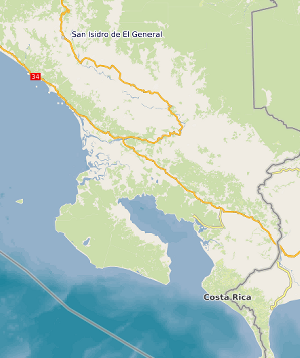 San Isidro de El General
34
Costa Rica